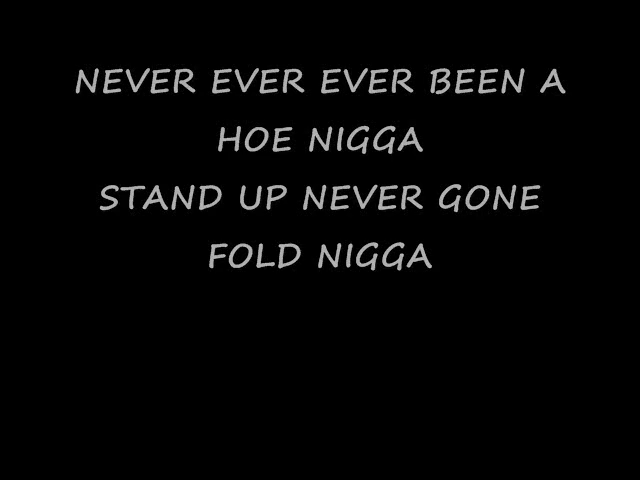 NEVER EVER EVER BEEN A
HOE NIGGA
STAND UP NEVER GONE
FOLD NIGGA